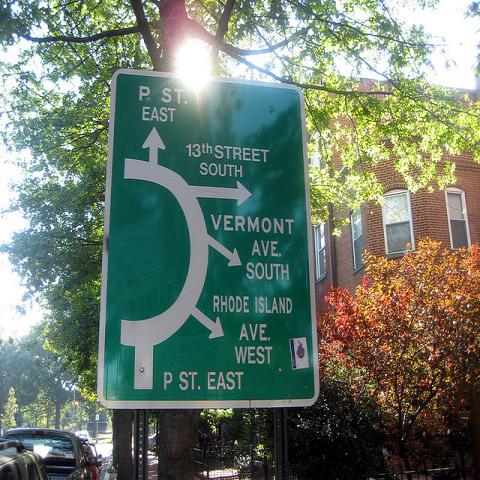 P ST.
EAST
13th STREET
SOUTH
VERMONT
AVE.
SOUTH
RHODE ISLAND
AVE.
WEST
P ST. EAST